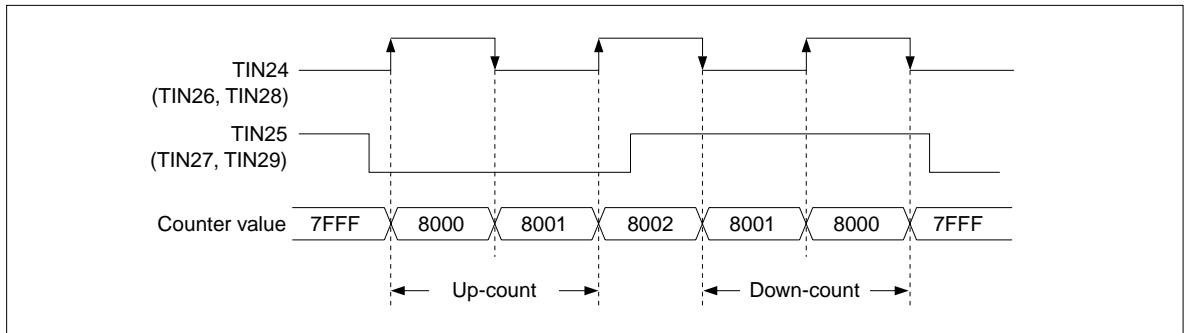 TIN24
(TIN26, TIN28)
TIN25
(TIN27, TIN29)
Counter value 7FFF 8000 8001 8002 8001 8000 7FFF
Up-count Down-count